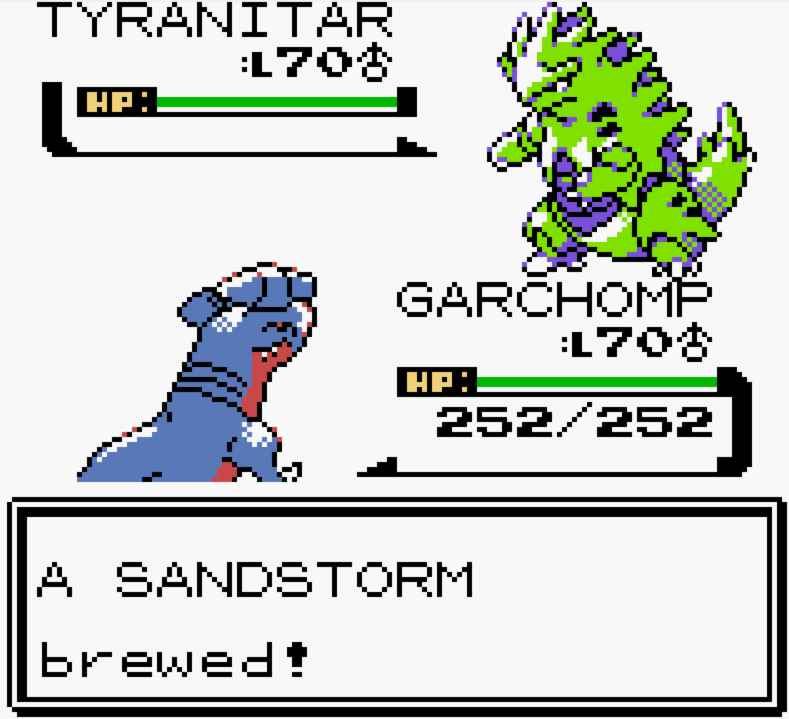 TYRANITAR
:L70♂
HP:
GARCHOMP
:L70♂
HP:
252/252
A SANDSTORM
brewed!